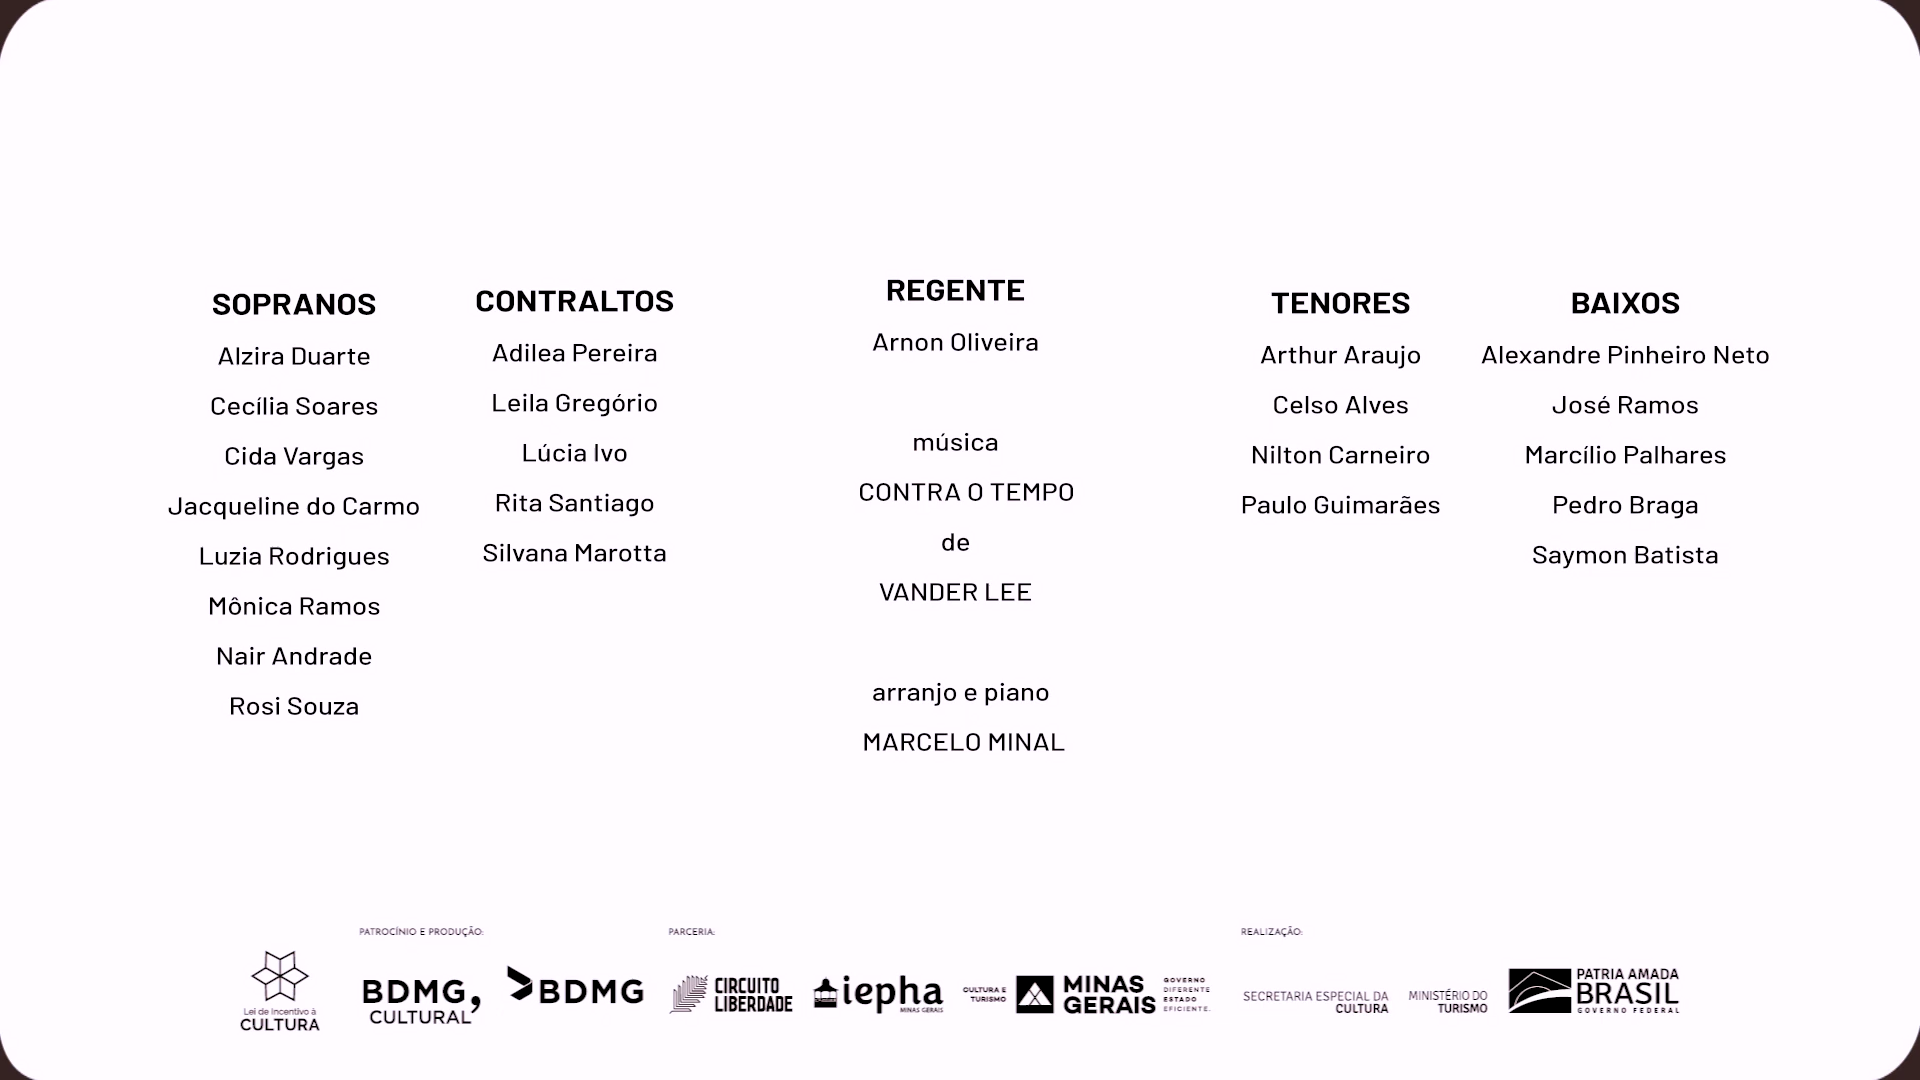 SOPRANOS
Alzira Duarte
Cecília Soares
Cida Vargas
Jacqueline do Carmo
Luzia Rodrigues
Mônica Ramos
Nair Andrade
Rosi Souza
CONTRALTOS
Adilea Pereira
Leila Gregório
Lúcia Ivo
Rita Santiago
Silvana Marotta
REGENTE
Arnon Oliveira
música
CONTRA O TEMPO
de
VANDER LEE
arranjo e piano
MARCELO MINAL
TENORES
Arthur Araujo
Celso Alves
Nilton Carneiro
Paulo Guimarães
BAIXOS
Alexandre Pinheiro Neto
José Ramos
Marcílio Palhares
Pedro Braga
Saymon Batista
Lei de Incentivo à
CULTURA
PATROCÍNIO E PRODUÇÃO:
BDMG,
CULTURAL
BDMG
PARCERIA:
CIRCUITO
LIBERDADE
iepha
MINAS GERAIS
CULTURA E
TURISMO
MINAS
GERAIS
GOVERNO
DIFERENTE
ESTADO
EFICIENTE.
REALIZAÇÃO:
SECRETARIA ESPECIAL DA
CULTURA
MINISTÉRIO DO
TURISMO
PATRIA AMADA
BRASIL
GOVERNO FEDERAL